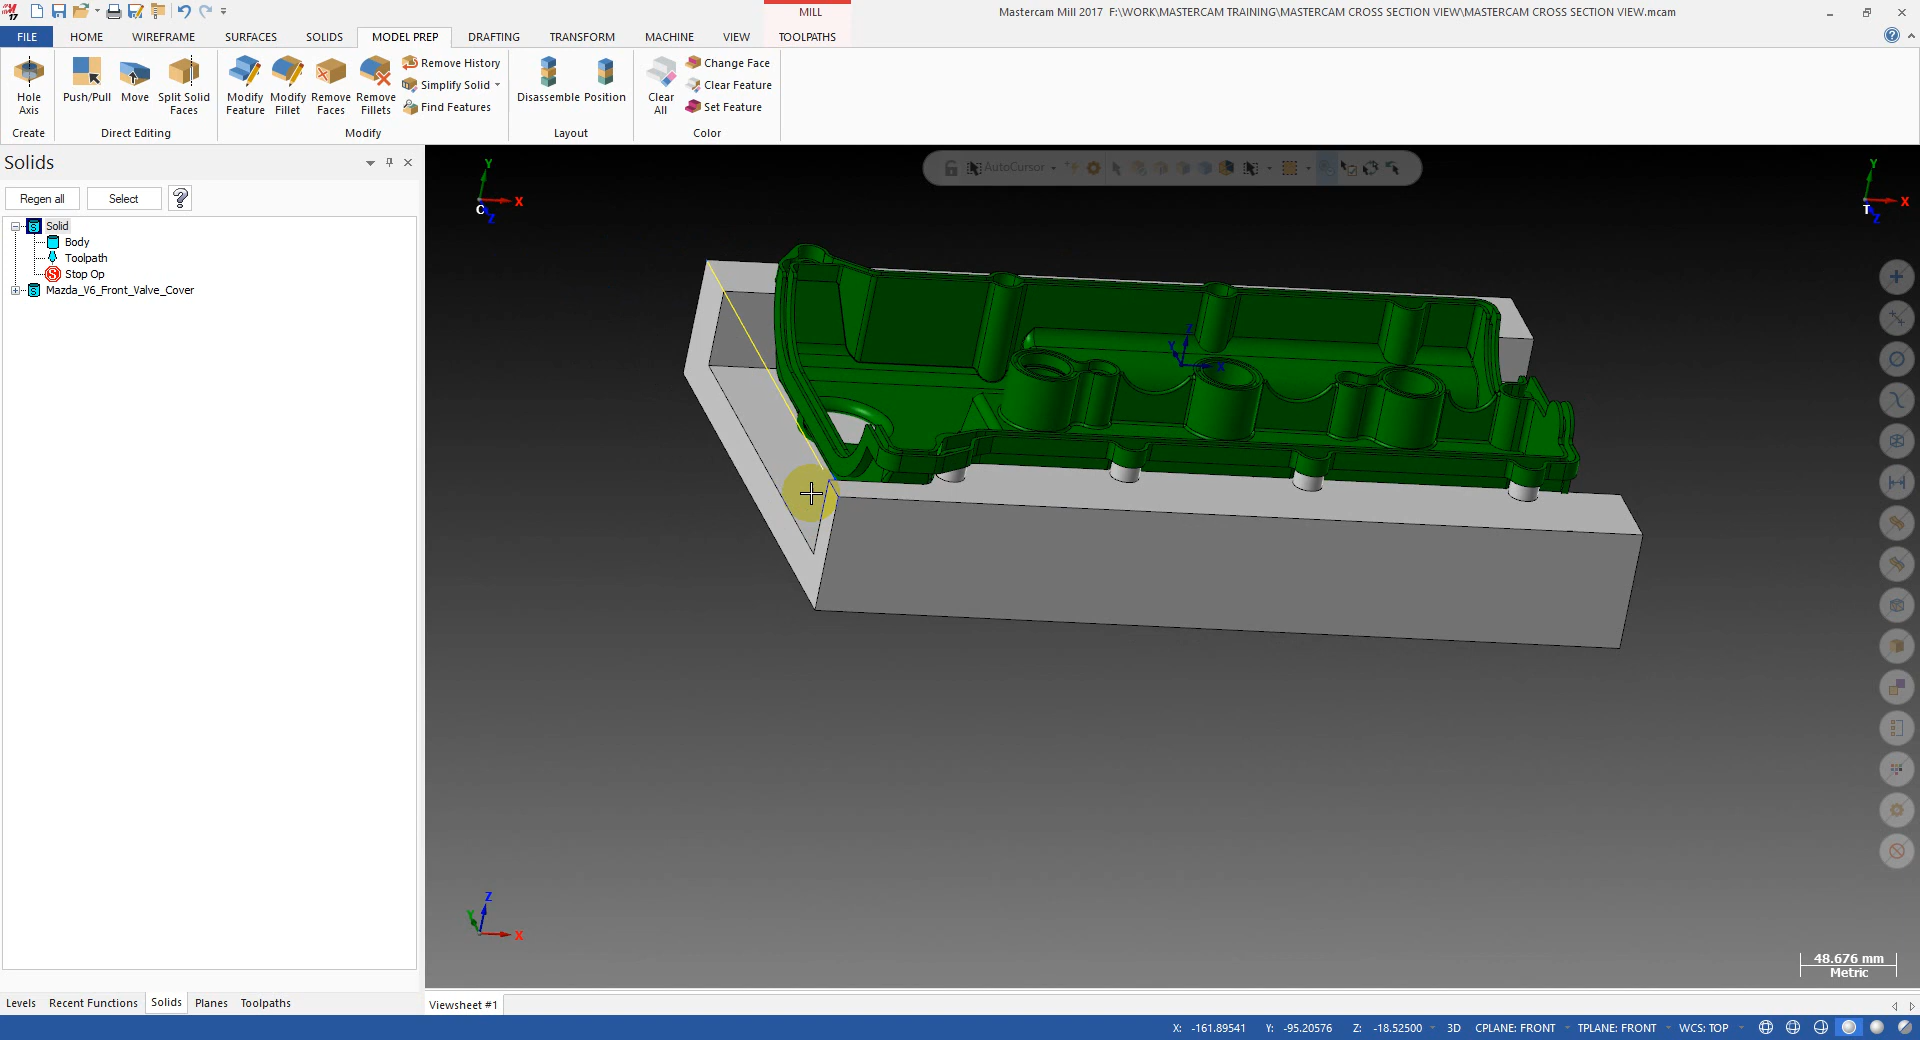 17
MILL
Mastercam Mill 2017 F:\WORK\MASTERCAM TRAINING\MASTERCAM CROSS SECTION VIEW\MASTERCAM CROSS SECTION VIEW.mcam
FILE HOME WIREFRAME SURFACES SOLIDS MODEL PREP DRAFTING TRANSFORM MACHINE VIEW TOOLPATHS
Hole Axis
Push/Pull
Move
Split Solid Faces
Modify Feature
Modify Fillet
Remove Faces
Remove Fillets
Remove History
Simplify Solid
Find Features
Disassemble
Position
Clear All
Change Face
Clear Feature
Set Feature
Create Direct Editing Modify Layout Color
Solids
Regen all Select ?
Solid
Body
Toolpath
Stop Op
Mazda_V6_Front_Valve_Cover
AutoCursor
Y
X
C Z
Y
X
T Z
Z
Y
X
Z
Y
X
48.676 mm
Metric
Levels Recent Functions Solids Planes Toolpaths
Viewsheet #1
X: -161.89541 Y: -95.20576 Z: -18.52500 3D CPLANE: FRONT TPLANE: FRONT WCS: TOP